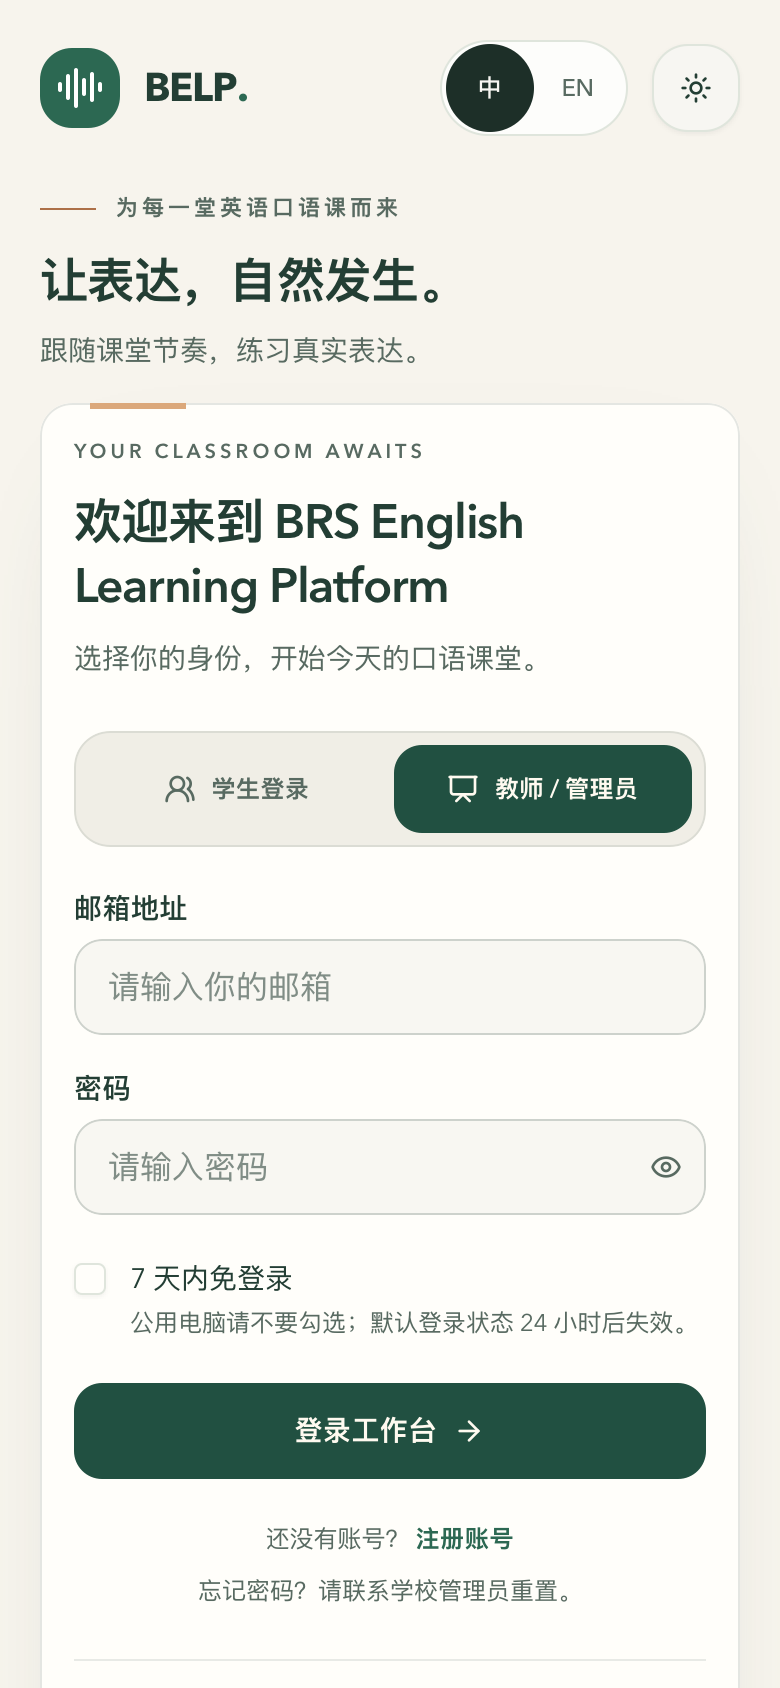 BELP.
中 EN
为每一堂英语口语课而来
让表达，自然发生。
跟随课堂节奏，练习真实表达。
YOUR CLASSROOM AWAITS
欢迎来到 BRS English
Learning Platform
选择你的身份，开始今天的口语课堂。
学生登录 教师 / 管理员
邮箱地址
请输入你的邮箱
密码
请输入密码
7 天内免登录
公用电脑请不要勾选；默认登录状态 24 小时后失效。
登录工作台 →
还没有账号？ 注册账号
忘记密码？请联系学校管理员重置。